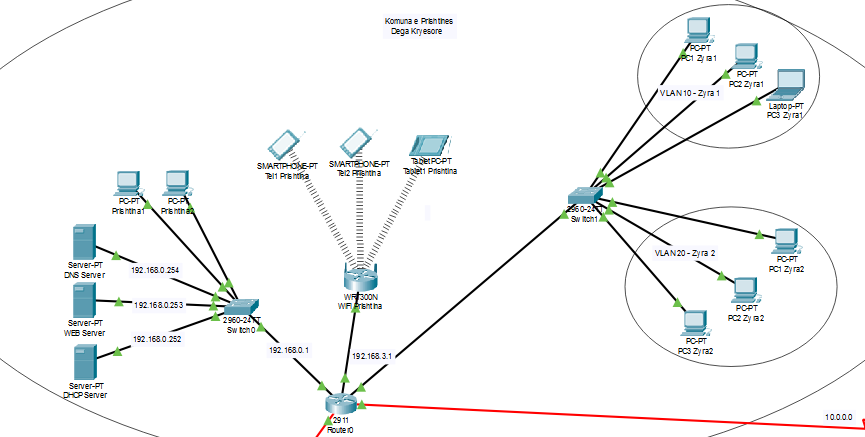 Komuna e Prishtines
Dega Kryesore
PC-PT
PC1 Zyra1
PC-PT
PC2 Zyra1
VLAN 10 - Zyra 1
Laptop-PT
PC3 Zyra1
SMARTPHONE-PT
Tel1 Prishtina
SMARTPHONE-PT
Tel2 Prishtina
TabletPC-PT
Tablet1 Prishtina
PC-PT
Prishtina1
PC-PT
Prishtina2
2960-24TT
Switch1
Server-PT
DNS Server
192.168.0.254
VLAN 20 - Zyra 2
PC-PT
PC1 Zyra2
Server-PT
WEB Server
192.168.0.253
WRT300N
WIFI Prishtina
PC-PT
PC2 Zyra2
2960-24TT
Switch0
192.168.0.252
PC-PT
PC3 Zyra2
192.168.0.1
192.168.3.1
Server-PT
DHCP Server
2911
Router0
10.0.0.0